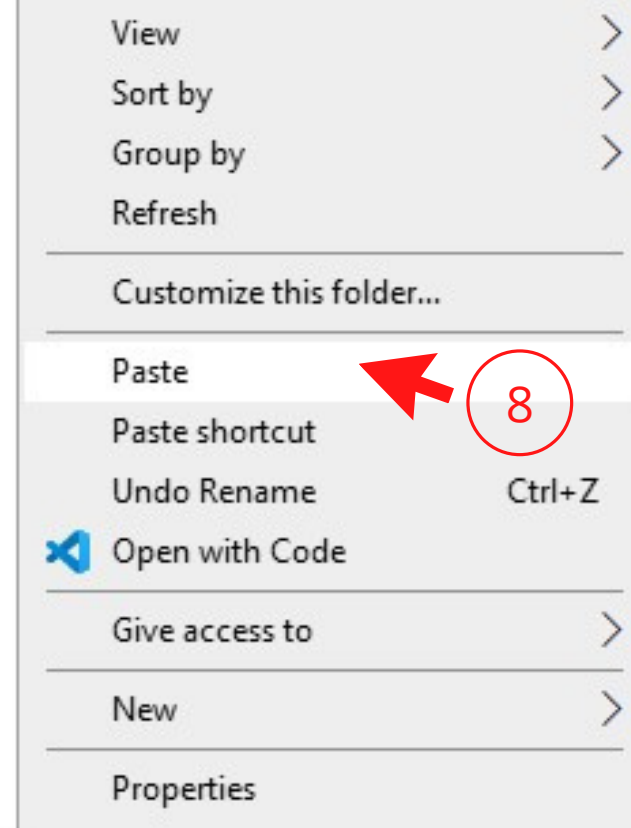 View
Sort by
Group by
Refresh
Customize this folder...
Paste
8
Paste shortcut
Undo Rename Ctrl+Z
Open with Code
Give access to
New
Properties